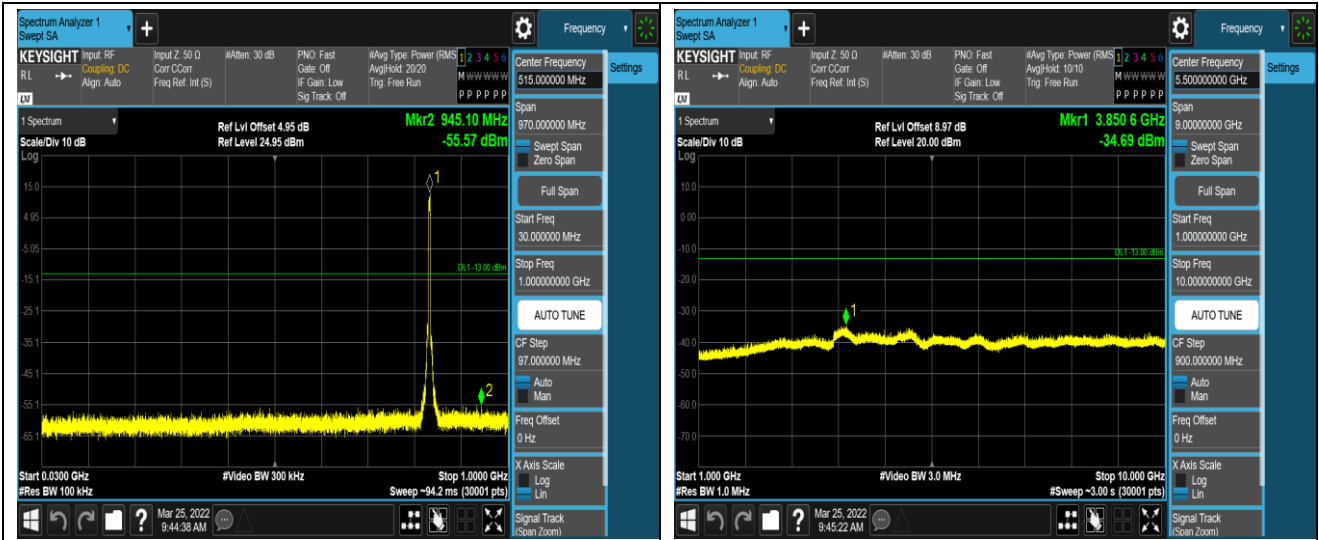 Spectrum Analyzer 1
Swept SA
+
Frequency
KEYSIGHT Input: RF Input Z: 50 Ω #Atten: 30 dB PNO: Fast #Avg Type: Power (RMS 1 2 3 4 5 6
RL Coupling: DC Corr CCorr Gate: Off Avg|Hold: 20/20 M W W W W W
Align: Auto Freq Ref: Int (S) IF Gain: Low Trig: Free Run
Sig Track: Off P P P P P P
LXI
1 Spectrum
Ref Lvl Offset 4.95 dB
Mkr2 945.10 MHz
Scale/Div 10 dB
Ref Level 24.95 dBm
-55.57 dBm
Log
1
15.0
4.95
-5.05
DL1 -13.00 dBm
-15.1
-25.1
-35.1
-45.1
2
-55.1
-65.1
Start 0.0300 GHz #Video BW 300 kHz Stop 1.0000 GHz
#Res BW 100 kHz Sweep ~94.2 ms (30001 pts)
?
Mar 25, 2022
9:44:38 AM
Center Frequency
515.000000 MHz
Settings
Span
970.000000 MHz
Swept Span
Zero Span
Full Span
Start Freq
30.000000 MHz
Stop Freq
1.000000000 GHz
AUTO TUNE
CF Step
97.000000 MHz
Auto
Man
Freq Offset
0 Hz
X Axis Scale
Log
Lin
Signal Track
(Span Zoom)
Spectrum Analyzer 1
Swept SA
+
Frequency
KEYSIGHT Input: RF Input Z: 50 Ω #Atten: 30 dB PNO: Fast #Avg Type: Power (RMS 1 2 3 4 5 6
RL Coupling: DC Corr CCorr Gate: Off Avg|Hold: 10/10 M W W W W W
Align: Auto Freq Ref: Int (S) IF Gain: Low Trig: Free Run
Sig Track: Off P P P P P P
LXI
1 Spectrum
Ref Lvl Offset 8.97 dB
Mkr1 3.850 6 GHz
Scale/Div 10 dB
Ref Level 20.00 dBm
-34.69 dBm
Log
10.0
0.00
-10.0
DL1 -13.00 dBm
-20.0
-30.0
1
-40.0
-50.0
-60.0
-70.0
Start 1.000 GHz #Video BW 3.0 MHz Stop 10.000 GHz
#Res BW 1.0 MHz #Sweep ~3.00 s (30001 pts)
?
Mar 25, 2022
9:45:22 AM
Center Frequency
5.500000000 GHz
Settings
Span
9.00000000 GHz
Swept Span
Zero Span
Full Span
Start Freq
1.000000000 GHz
Stop Freq
10.000000000 GHz
AUTO TUNE
CF Step
900.000000 MHz
Auto
Man
Freq Offset
0 Hz
X Axis Scale
Log
Lin
Signal Track
(Span Zoom)